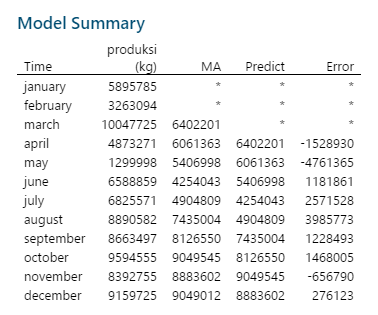 Model Summary
produksi
Time (kg) MA Predict Error
january 5895785 * * *
february 3263094 * * *
march 10047725 6402201 * *
april 4873271 6061363 6402201 -1528930
may 1299998 5406998 6061363 -4761365
june 6588859 4254043 5406998 1181861
july 6825571 4904809 4254043 2571528
august 8890582 7435004 4904809 3985773
september 8663497 8126550 7435004 1228493
october 9594555 9049545 8126550 1468005
november 8392755 8883602 9049545 -656790
december 9159725 9049012 8883602 276123